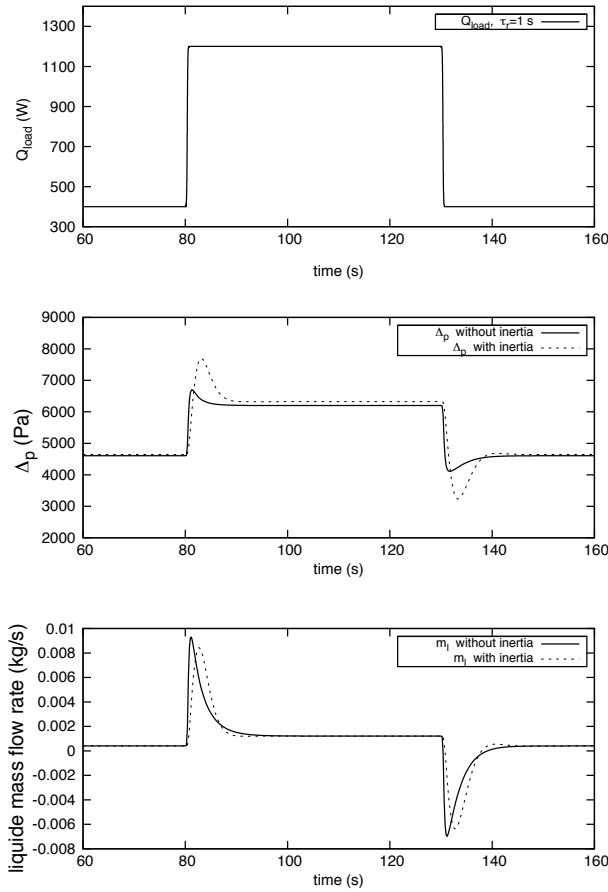 Q_load, τ_r=1 s
1300
1100
900
700
500
300
Q_load (W)
60 80 100 120 140 160
time (s)
Δ_p without inertia
Δ_p with inertia
9000
8000
7000
6000
5000
4000
3000
2000
Δ_p (Pa)
60 80 100 120 140 160
time (s)
m_l without inertia
m_l with inertia
0.01
0.008
0.006
0.004
0.002
0
-0.002
-0.004
-0.006
-0.008
liquide mass flow rate (kg/s)
60 80 100 120 140 160
time (s)